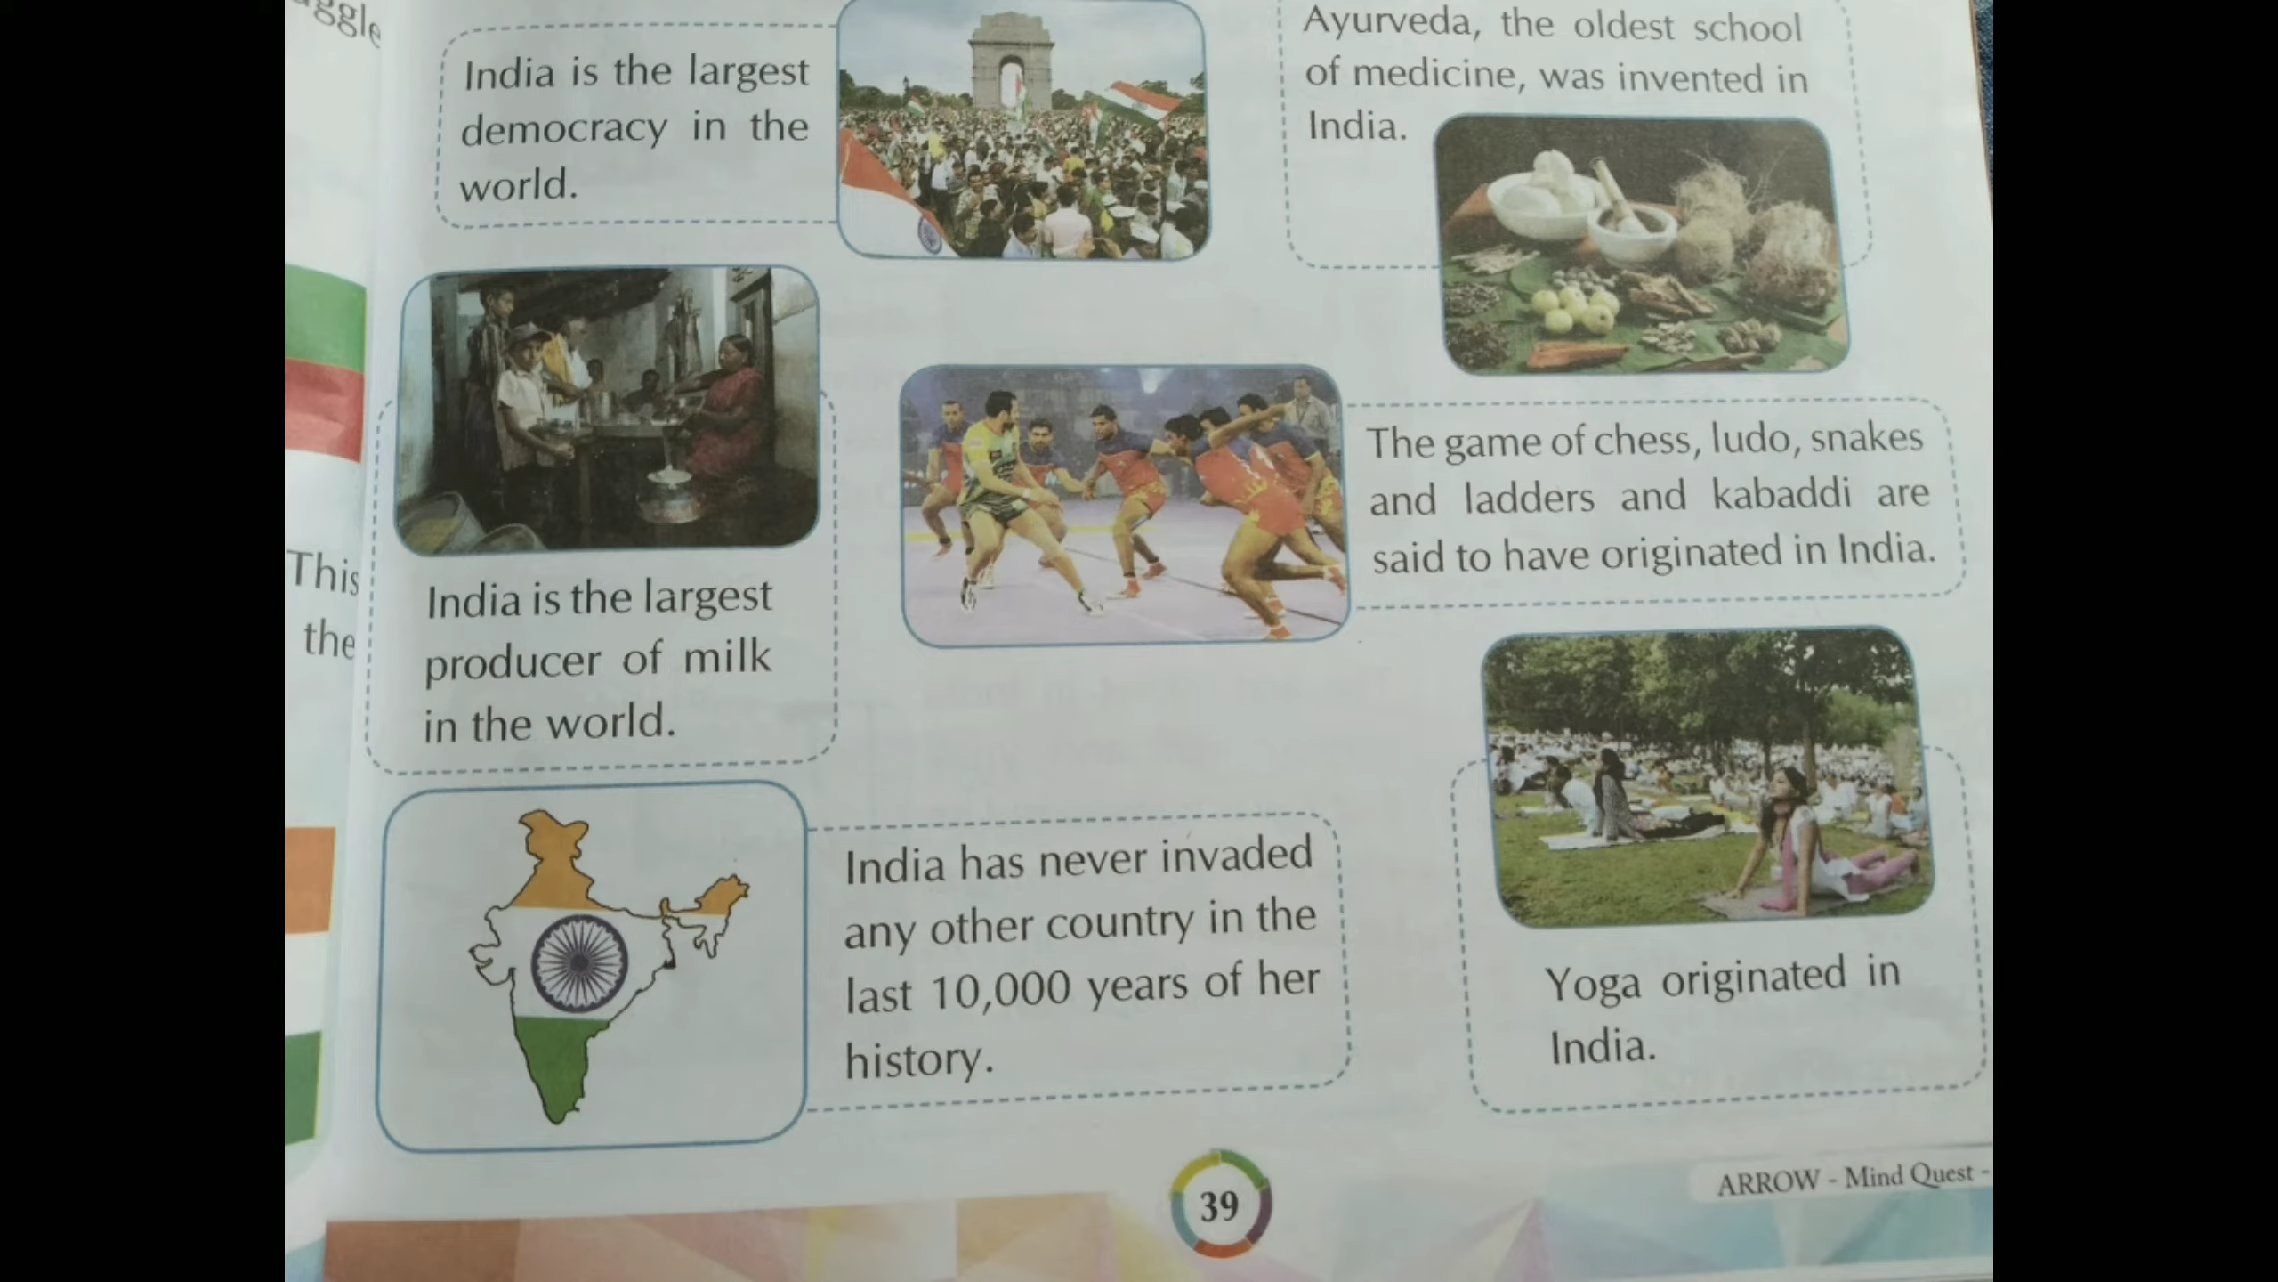 India is the largest
democracy in the
world.
Ayurveda, the oldest school
of medicine, was invented in
India.
The game of chess, ludo, snakes
and ladders and kabaddi are
said to have originated in India.
This
the
India is the largest
producer of milk
in the world.
India has never invaded
any other country in the
last 10,000 years of her
history.
Yoga originated in
India.
39
ARROW - Mind Quest -